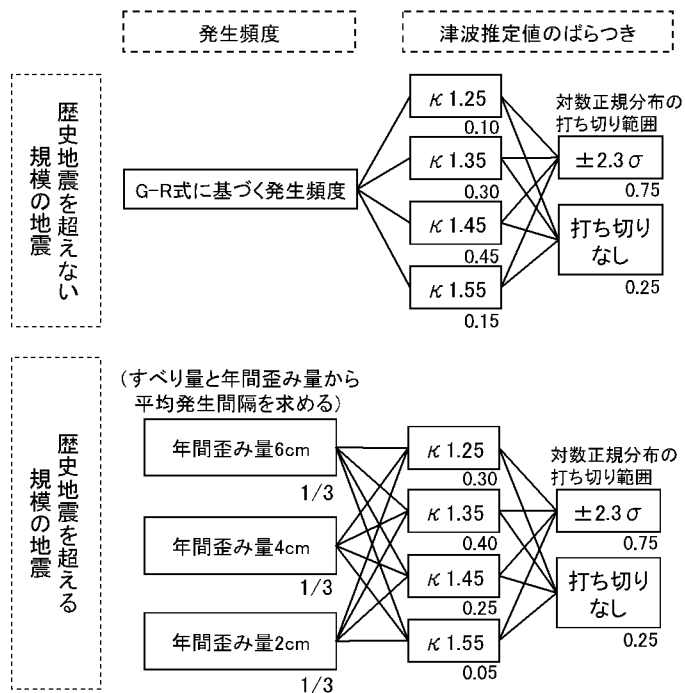 発生頻度
津波推定値のばらつき
歴史地震を超えない
規模の地震
G-R式に基づく発生頻度
κ1.25
0.10
κ1.35
0.30
κ1.45
0.45
κ1.55
0.15
対数正規分布の
打ち切り範囲
±2.3σ
0.75
打ち切り
なし
0.25
歴史地震を超える
規模の地震
(すべり量と年間歪み量から
平均発生間隔を求める)
年間歪み量6cm
1/3
年間歪み量4cm
1/3
年間歪み量2cm
1/3
κ1.25
0.30
κ1.35
0.40
κ1.45
0.25
κ1.55
0.05
対数正規分布の
打ち切り範囲
±2.3σ
0.75
打ち切り
なし
0.25